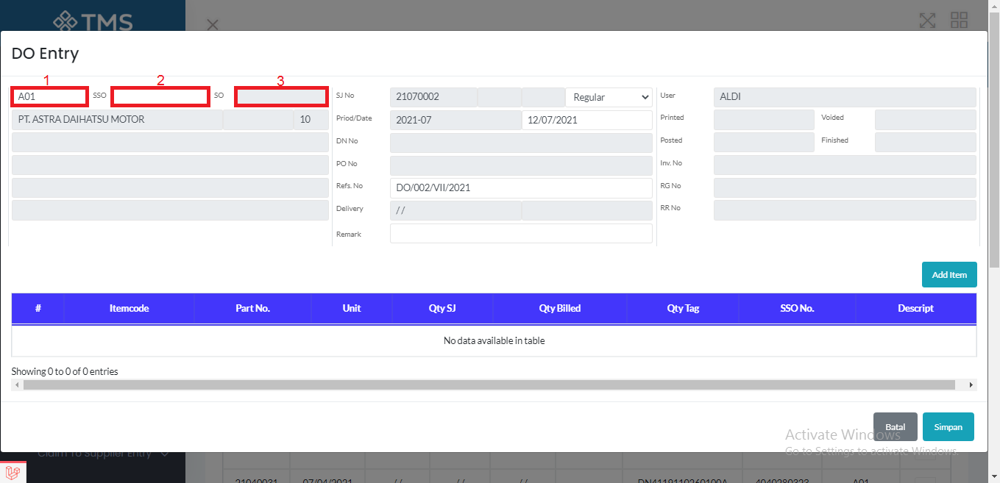 TMS
DO Entry
1
2
3
A01
SSO
SO
PT. ASTRA DAIHATSU MOTOR
10
SJ No
21070002
Regular
Priod/Date
2021-07
12/07/2021
DN No
PO No
Refs. No
DO/002/VII/2021
Delivery
/ /
Remark
User
ALDI
Printed
Voided
Posted
Finished
Inv. No
RG No
RR No
Add Item
# Itemcode Part No. Unit Qty SJ Qty Billed Qty Tag SSO No. Descript
No data available in table
Showing 0 to 0 of 0 entries
Batal
Simpan
Activate Windows
Go to Settings to activate Windows.
Claim To Supplier Entry
21040031 07/04/2021 / / / / / / DN4119110260100A 4040280323 A01